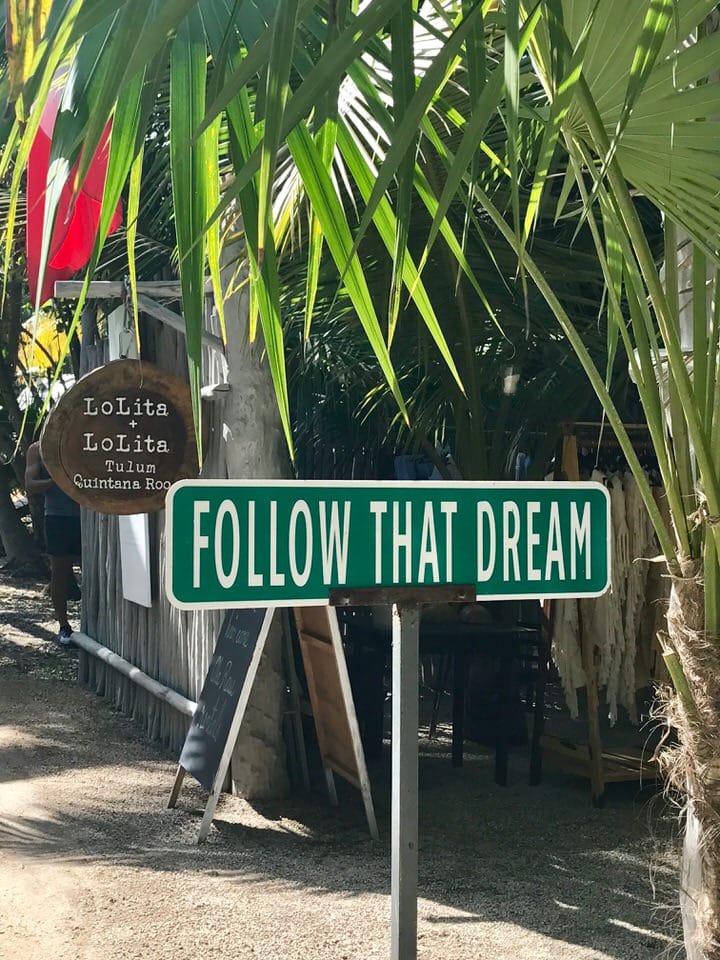 LoLita
+
LoLita
Tulum
Quintana Roo
FOLLOW THAT DREAM